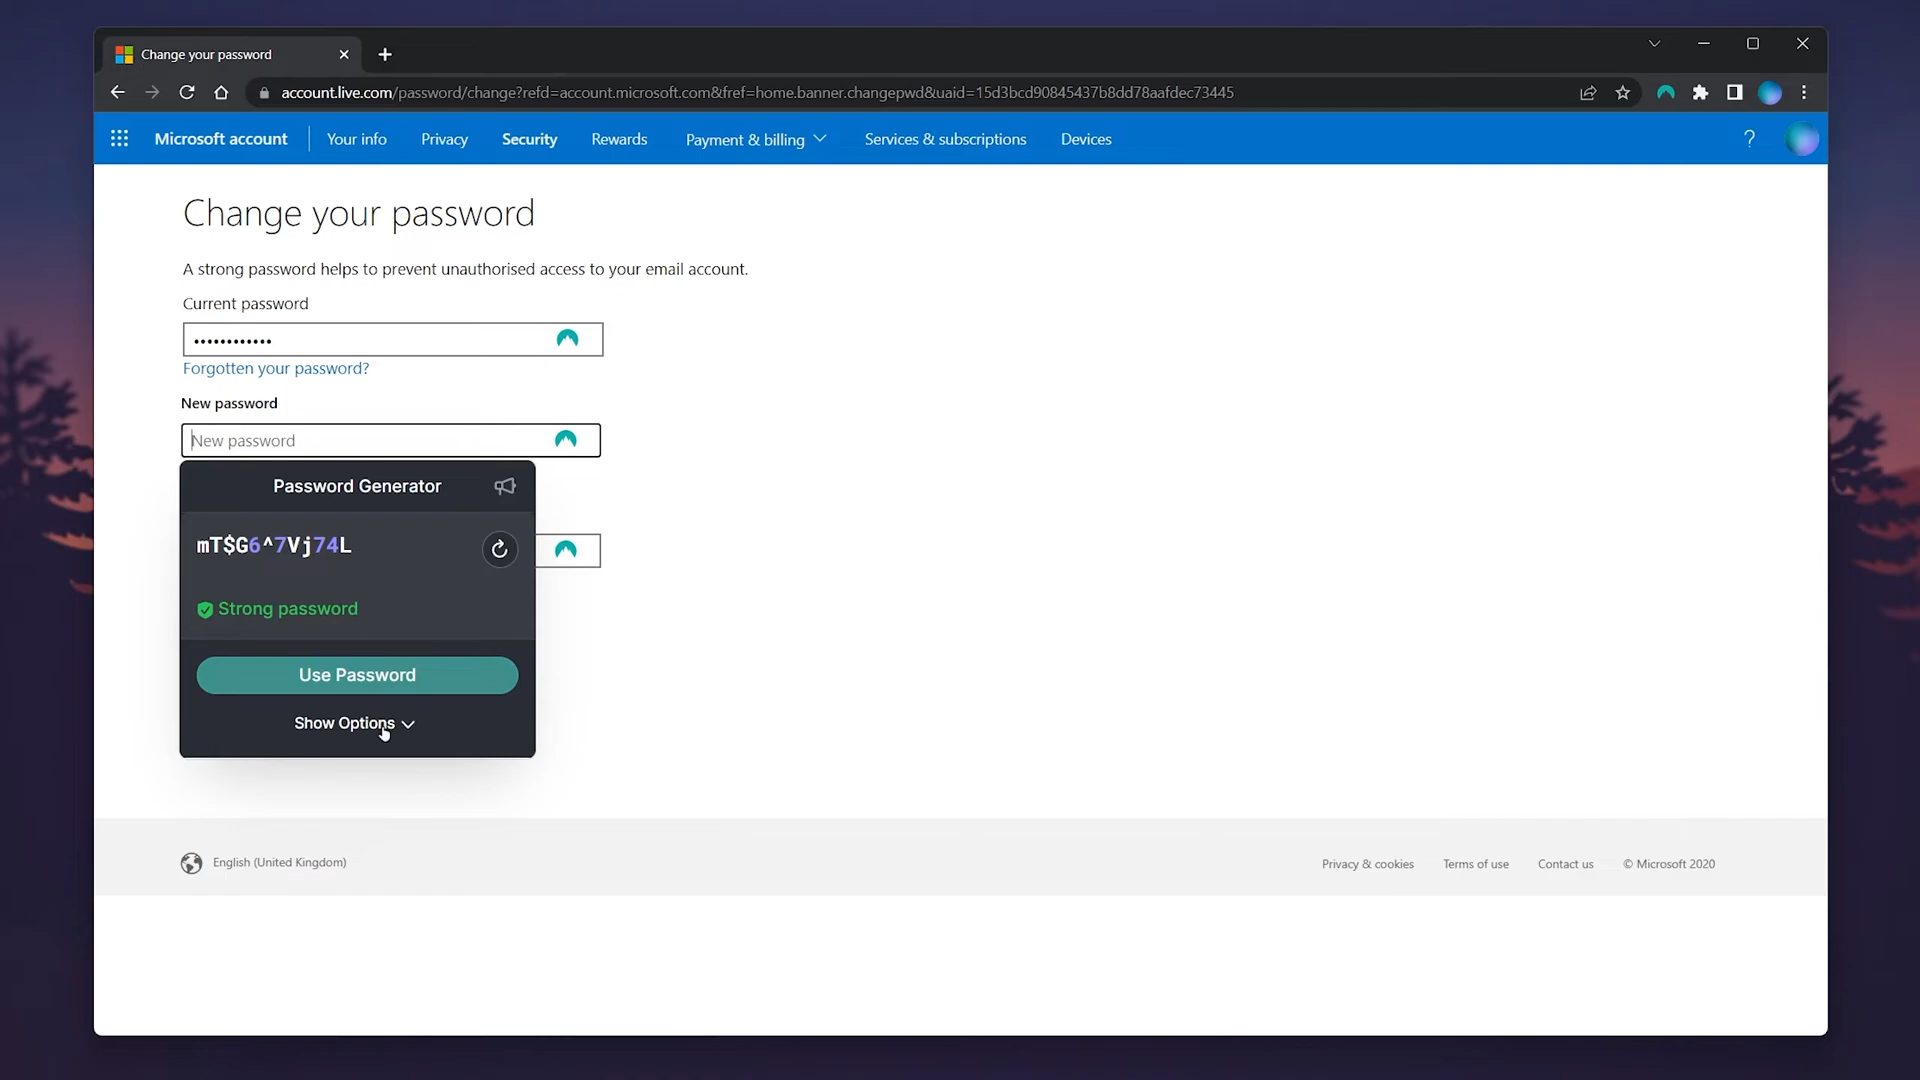 Change your password
account.live.com/password/change?refd=account.microsoft.com&fref=home.banner.changepwd&uaid=15d3bcd90845437b8dd78aafdec73445
Microsoft account Your info Privacy Security Rewards Payment & billing Services & subscriptions Devices ?
Change your password
A strong password helps to prevent unauthorised access to your email account.
Current password
Forgotten your password?
New password
New password
Password Generator
mT$G6^7Vj74L
Strong password
Use Password
Show Options
English (United Kingdom) Privacy & cookies Terms of use Contact us © Microsoft 2020